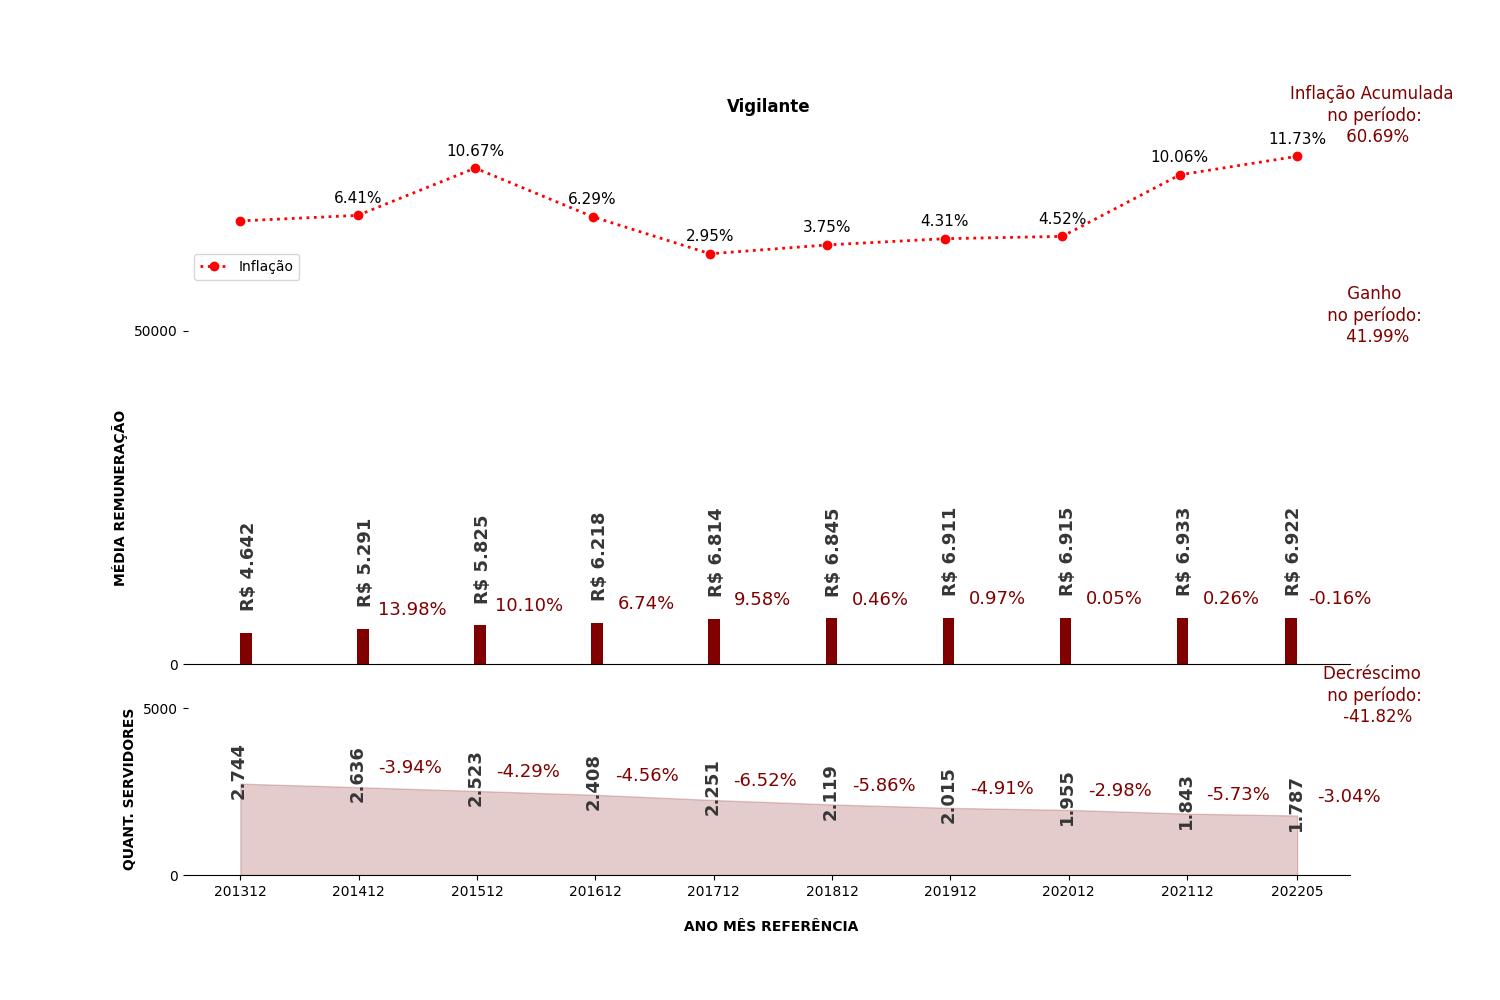 Vigilante
Inflação Acumulada
no período:
60.69%
6.41%
10.67%
6.29%
2.95%
3.75%
4.31%
4.52%
10.06%
11.73%
Inflação
Ganho
no período:
41.99%
50000
0
MÉDIA REMUNERAÇÃO
R$ 4.642
R$ 5.291
R$ 5.825
R$ 6.218
R$ 6.814
R$ 6.845
R$ 6.911
R$ 6.915
R$ 6.933
R$ 6.922
13.98%
10.10%
6.74%
9.58%
0.46%
0.97%
0.05%
0.26%
-0.16%
Decréscimo
no período:
-41.82%
5000
0
QUANT. SERVIDORES
2.744
2.636
2.523
2.408
2.251
2.119
2.015
1.955
1.843
1.787
-3.94%
-4.29%
-4.56%
-6.52%
-5.86%
-4.91%
-2.98%
-5.73%
-3.04%
201312
201412
201512
201612
201712
201812
201912
202012
202112
202205
ANO MÊS REFERÊNCIA